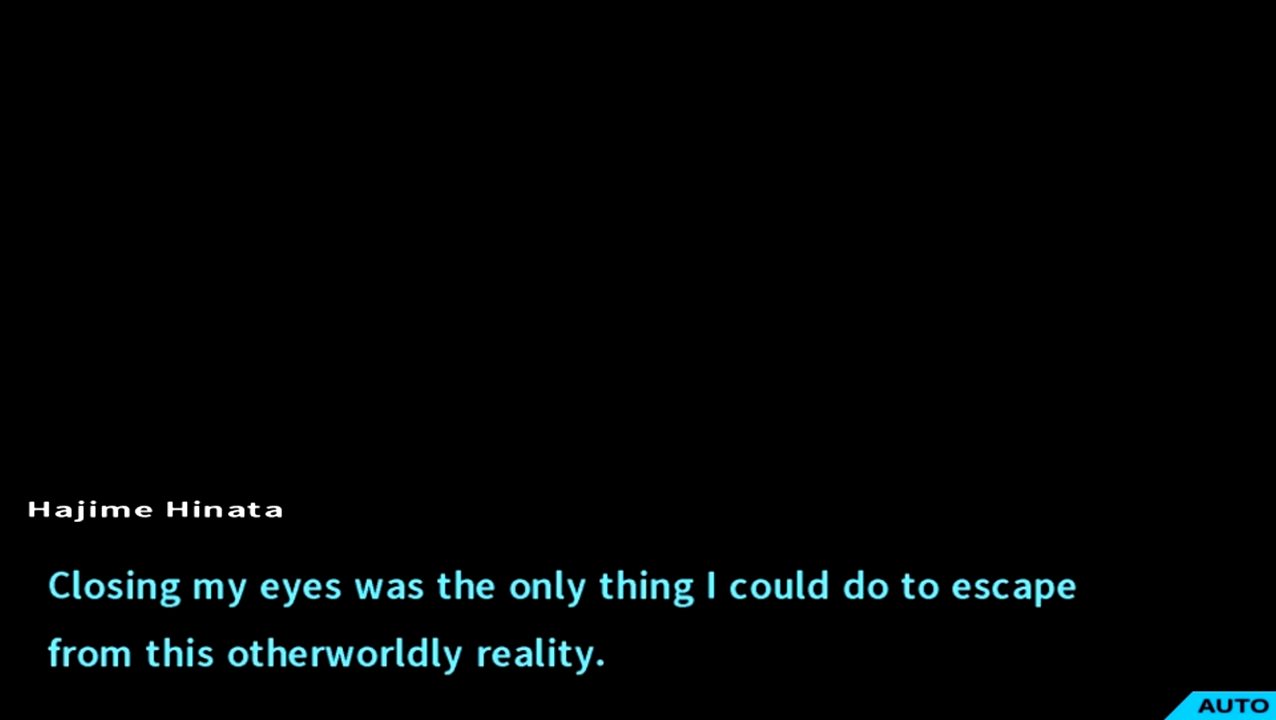 Hajime Hinata
Closing my eyes was the only thing I could do to escape
from this otherworldly reality.
AUTO